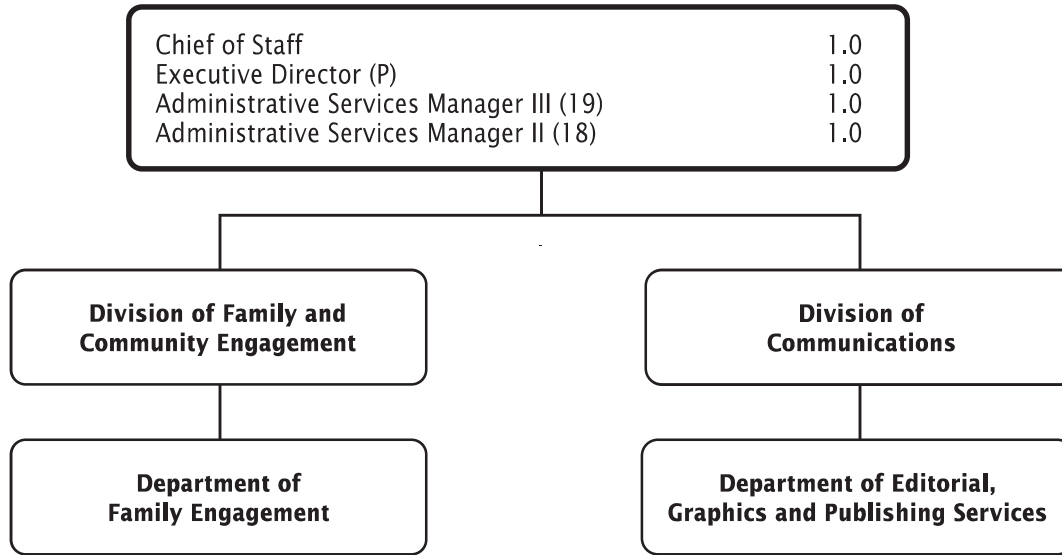 Chief of Staff 1.0
Executive Director (P) 1.0
Administrative Services Manager III (19) 1.0
Administrative Services Manager II (18) 1.0
Division of Family and
Community Engagement
Division of
Communications
Department of
Family Engagement
Department of Editorial,
Graphics and Publishing Services